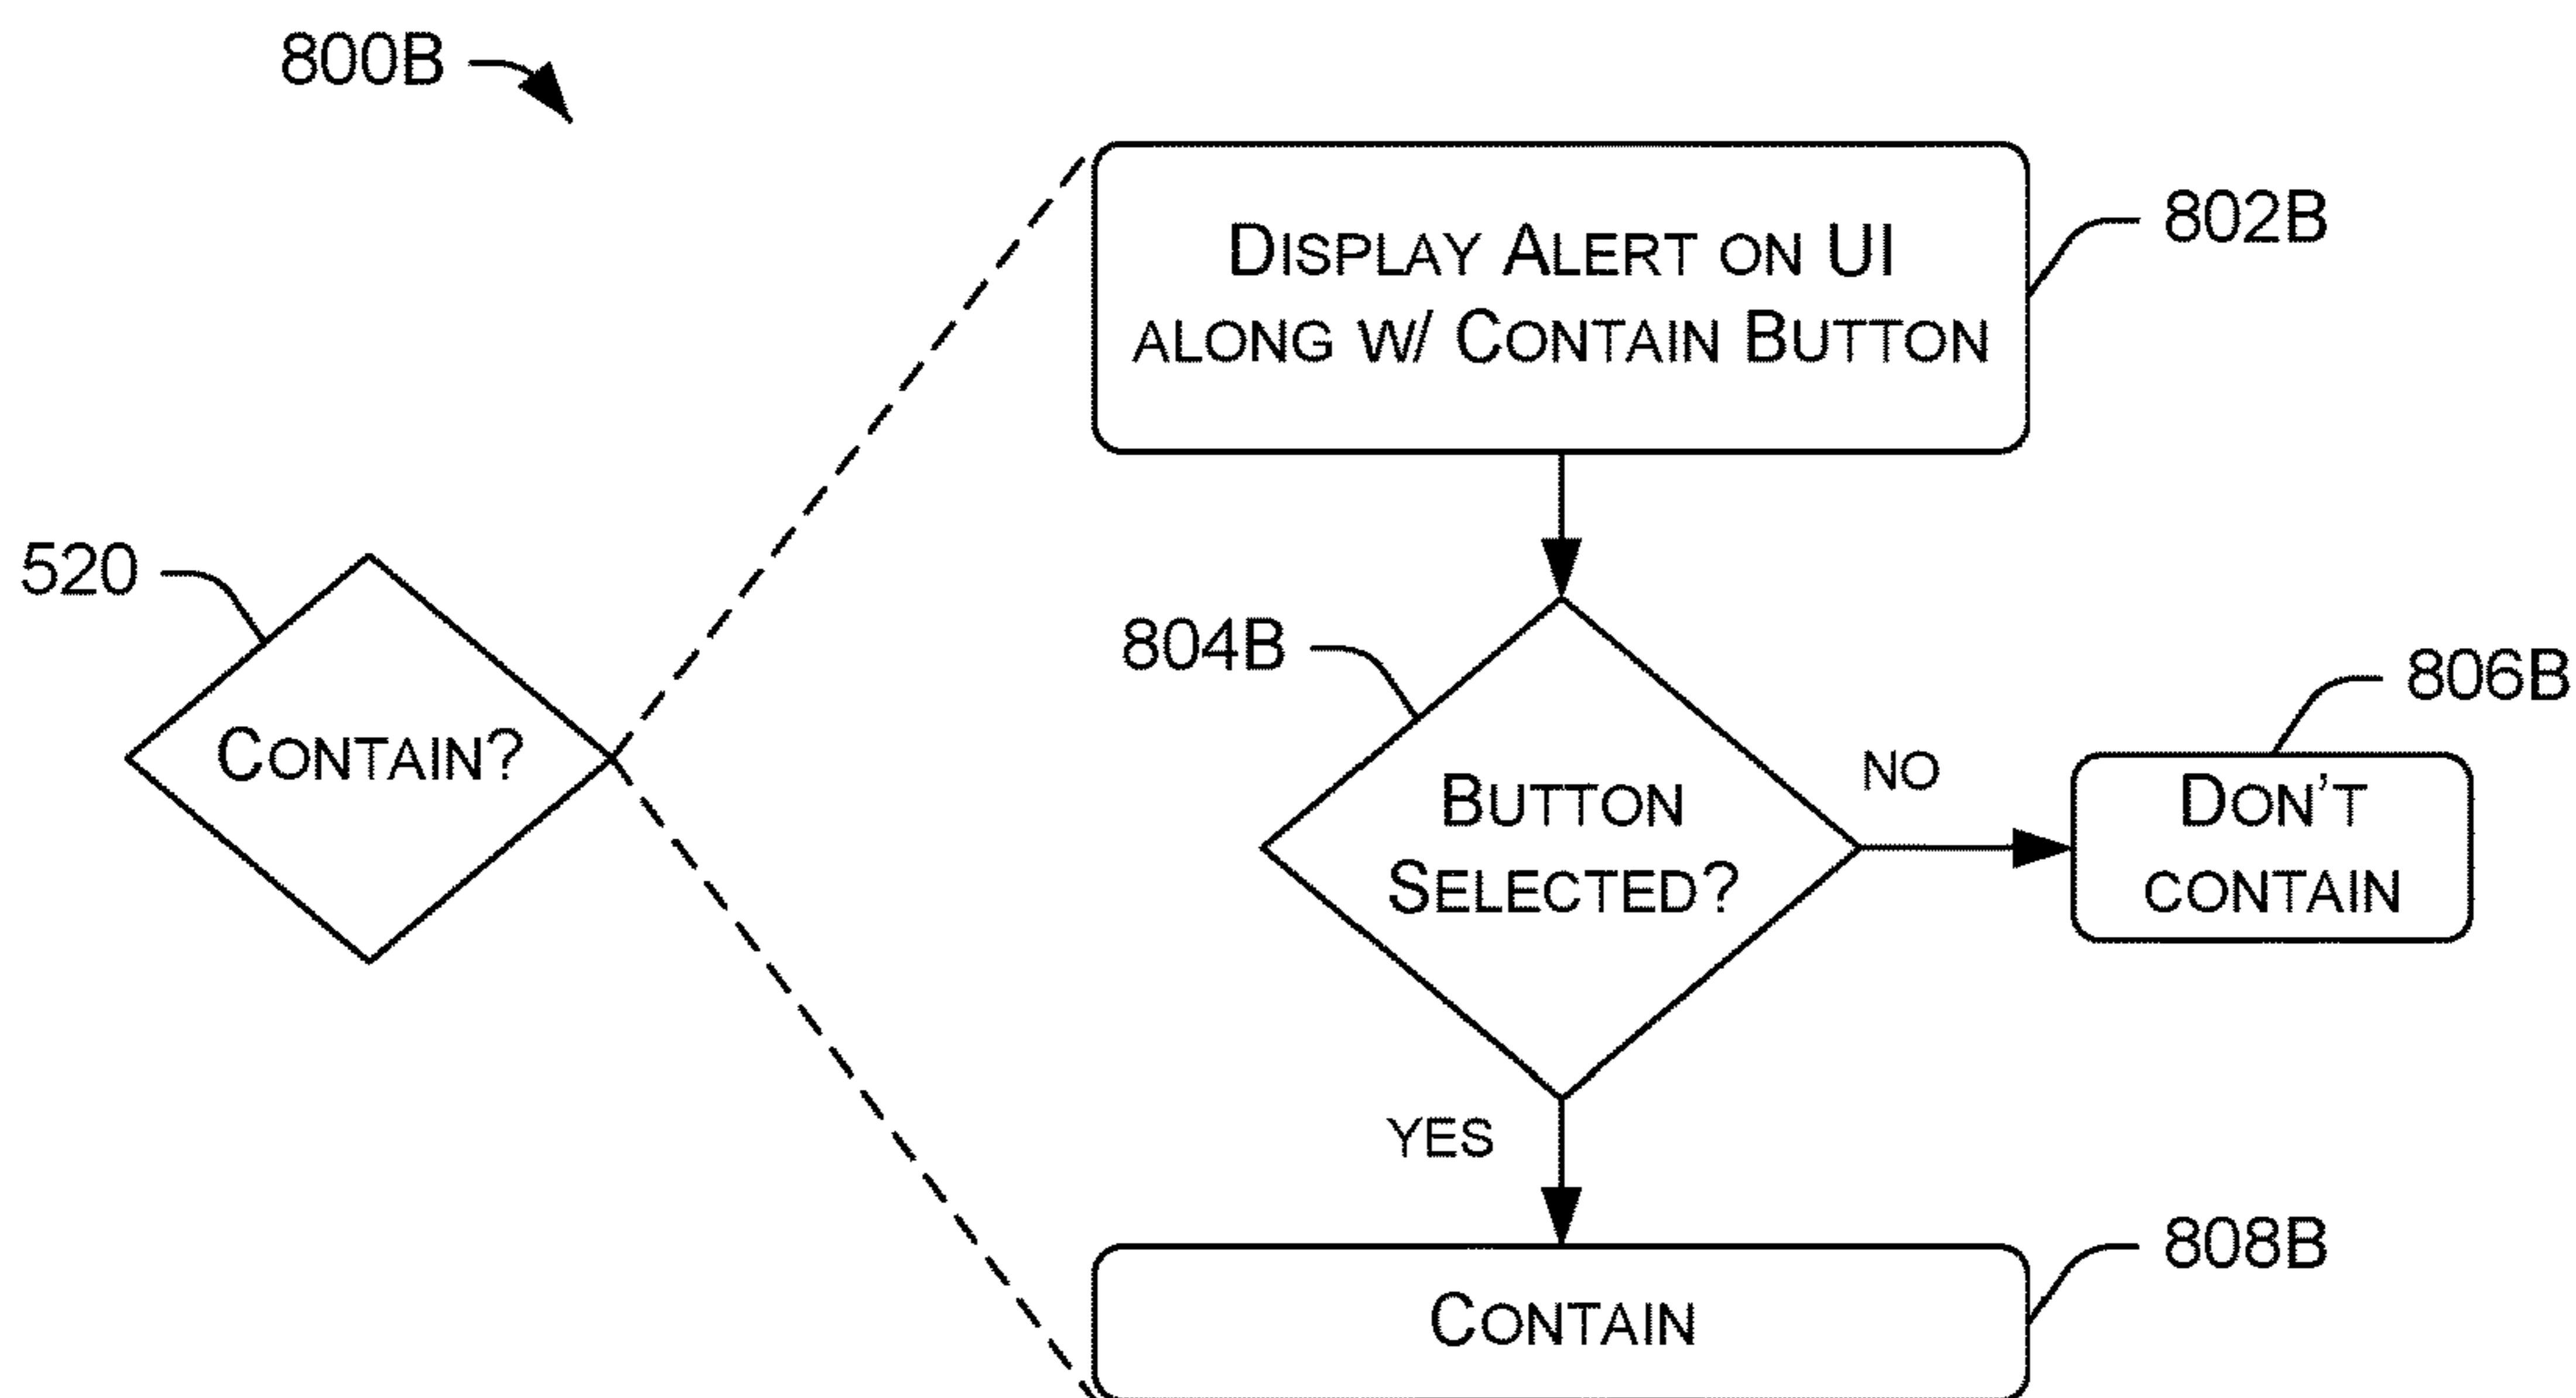 800B
DISPLAY ALERT ON UI
ALONG W/ CONTAIN BUTTON
802B
520
CONTAIN?
804B
BUTTON
SELECTED?
NO
806B
DON'T
CONTAIN
YES
808B
CONTAIN